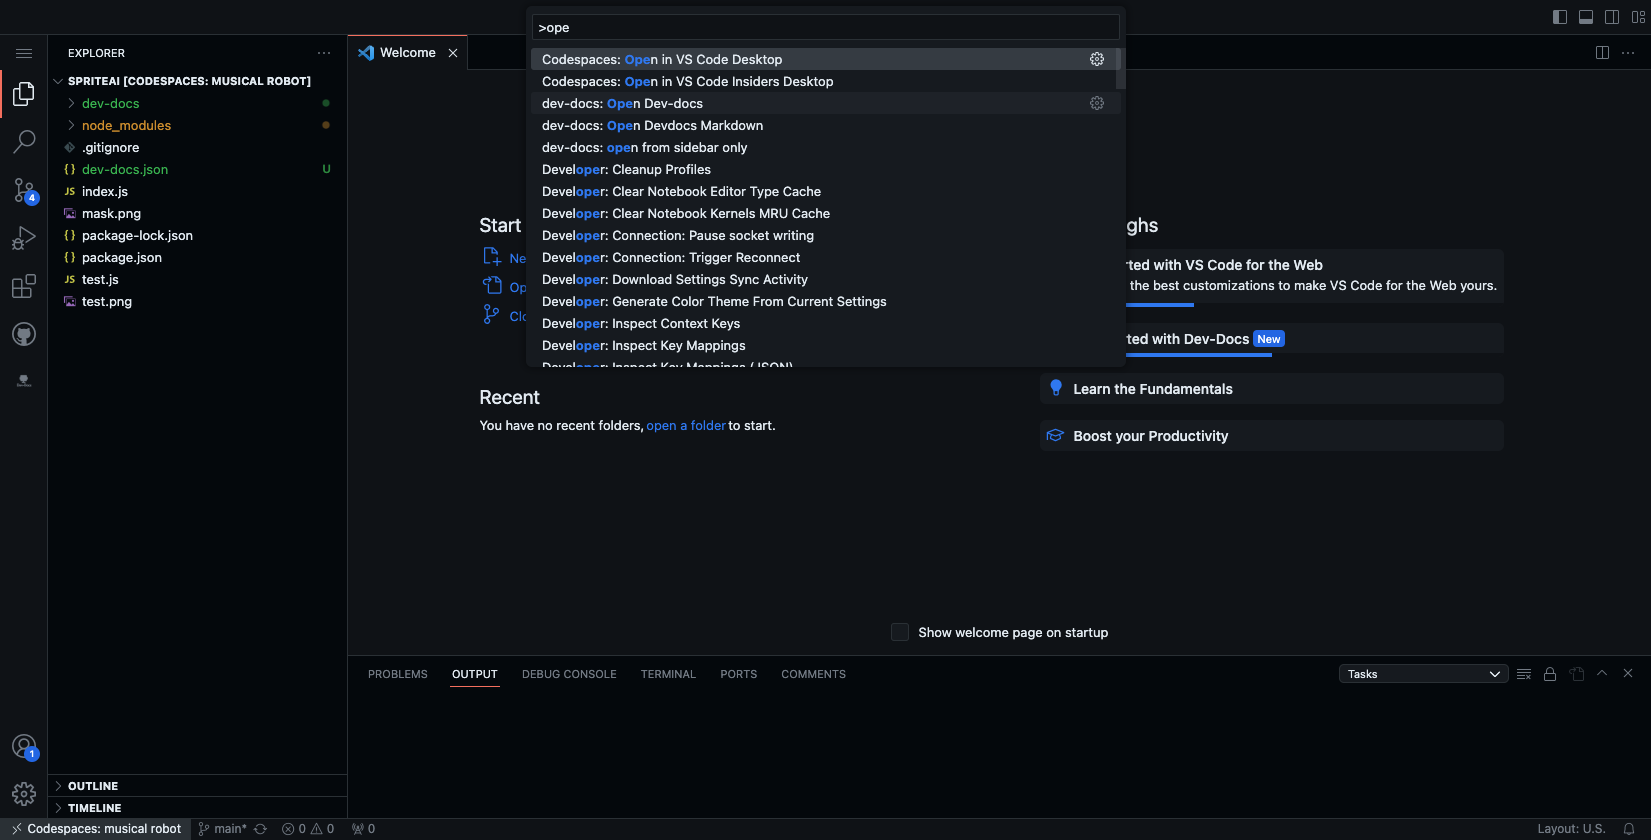 >ope
Codespaces: Open in VS Code Desktop
Codespaces: Open in VS Code Insiders Desktop
dev-docs: Open Dev-docs
dev-docs: Open Devdocs Markdown
dev-docs: open from sidebar only
Developer: Cleanup Profiles
Developer: Clear Notebook Editor Type Cache
Developer: Clear Notebook Kernels MRU Cache
Developer: Connection: Pause socket writing
Developer: Connection: Trigger Reconnect
Developer: Download Settings Sync Activity
Developer: Generate Color Theme From Current Settings
Developer: Inspect Context Keys
Developer: Inspect Key Mappings
Developer: Inspect Key Mappings (JSON)
EXPLORER
SPRITEAI [CODESPACES: MUSICAL ROBOT]
dev-docs
node_modules
.gitignore
{} dev-docs.json U
JS index.js
mask.png
{} package-lock.json
{} package.json
JS test.js
test.png
4
1
OUTLINE
TIMELINE
Welcome
Start
Ne
Op
Clo
Recent
You have no recent folders, open a folder to start.
ghs
rted with VS Code for the Web
the best customizations to make VS Code for the Web yours.
ted with Dev-Docs New
Learn the Fundamentals
Boost your Productivity
Show welcome page on startup
PROBLEMS OUTPUT DEBUG CONSOLE TERMINAL PORTS COMMENTS Tasks
Codespaces: musical robot main* 0 0 0 Layout: U.S.